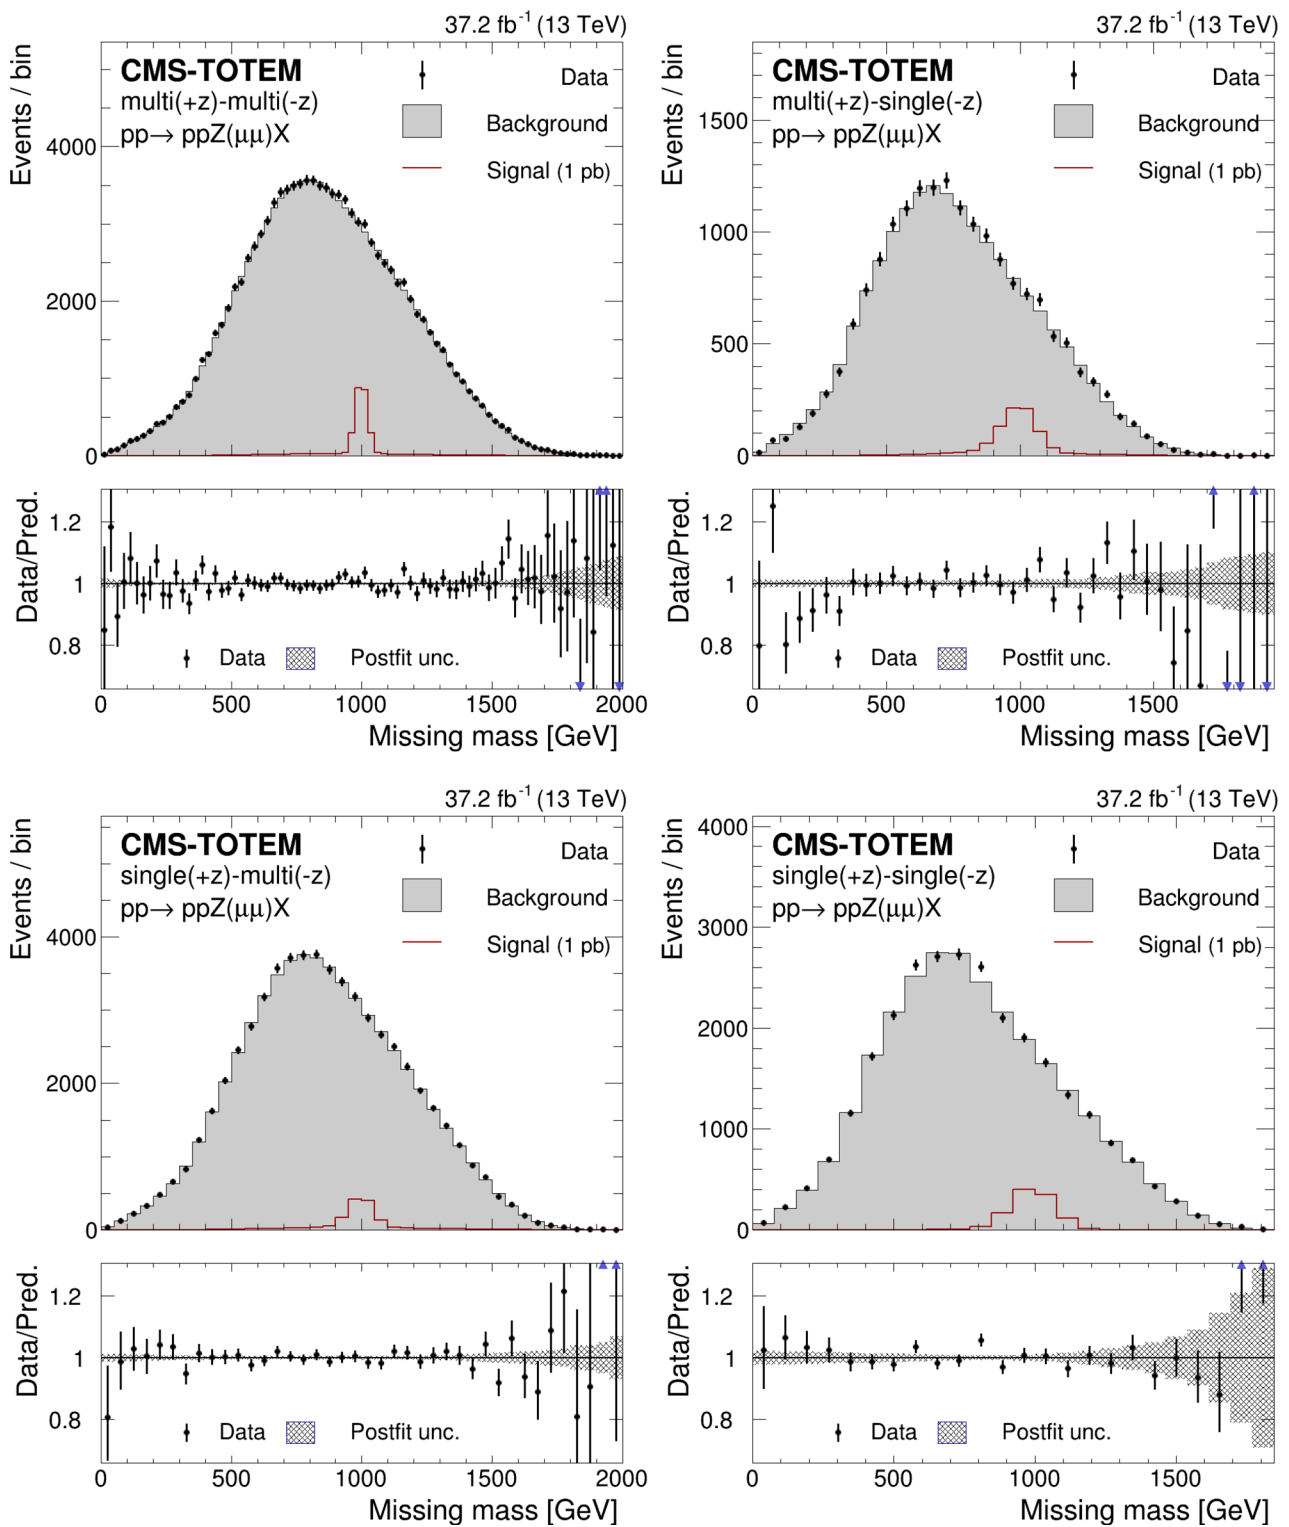 37.2 fb⁻¹ (13 TeV)
CMS-TOTEM
multi(+z)-multi(-z)
pp→ ppZ(μμ)X
Data
Background
Signal (1 pb)
Events / bin
4000
2000
0
Data/Pred.
1.2
1
0.8
Data
Postfit unc.
0 500 1000 1500 2000
Missing mass [GeV]
37.2 fb⁻¹ (13 TeV)
CMS-TOTEM
multi(+z)-single(-z)
pp→ ppZ(μμ)X
Data
Background
Signal (1 pb)
Events / bin
1500
1000
500
0
Data/Pred.
1.2
1
0.8
Data
Postfit unc.
0 500 1000 1500
Missing mass [GeV]
37.2 fb⁻¹ (13 TeV)
CMS-TOTEM
single(+z)-multi(-z)
pp→ ppZ(μμ)X
Data
Background
Signal (1 pb)
Events / bin
4000
2000
0
Data/Pred.
1.2
1
0.8
Data
Postfit unc.
0 500 1000 1500 2000
Missing mass [GeV]
37.2 fb⁻¹ (13 TeV)
CMS-TOTEM
single(+z)-single(-z)
pp→ ppZ(μμ)X
Data
Background
Signal (1 pb)
Events / bin
4000
3000
2000
1000
0
Data/Pred.
1.2
1
0.8
Data
Postfit unc.
0 500 1000 1500
Missing mass [GeV]